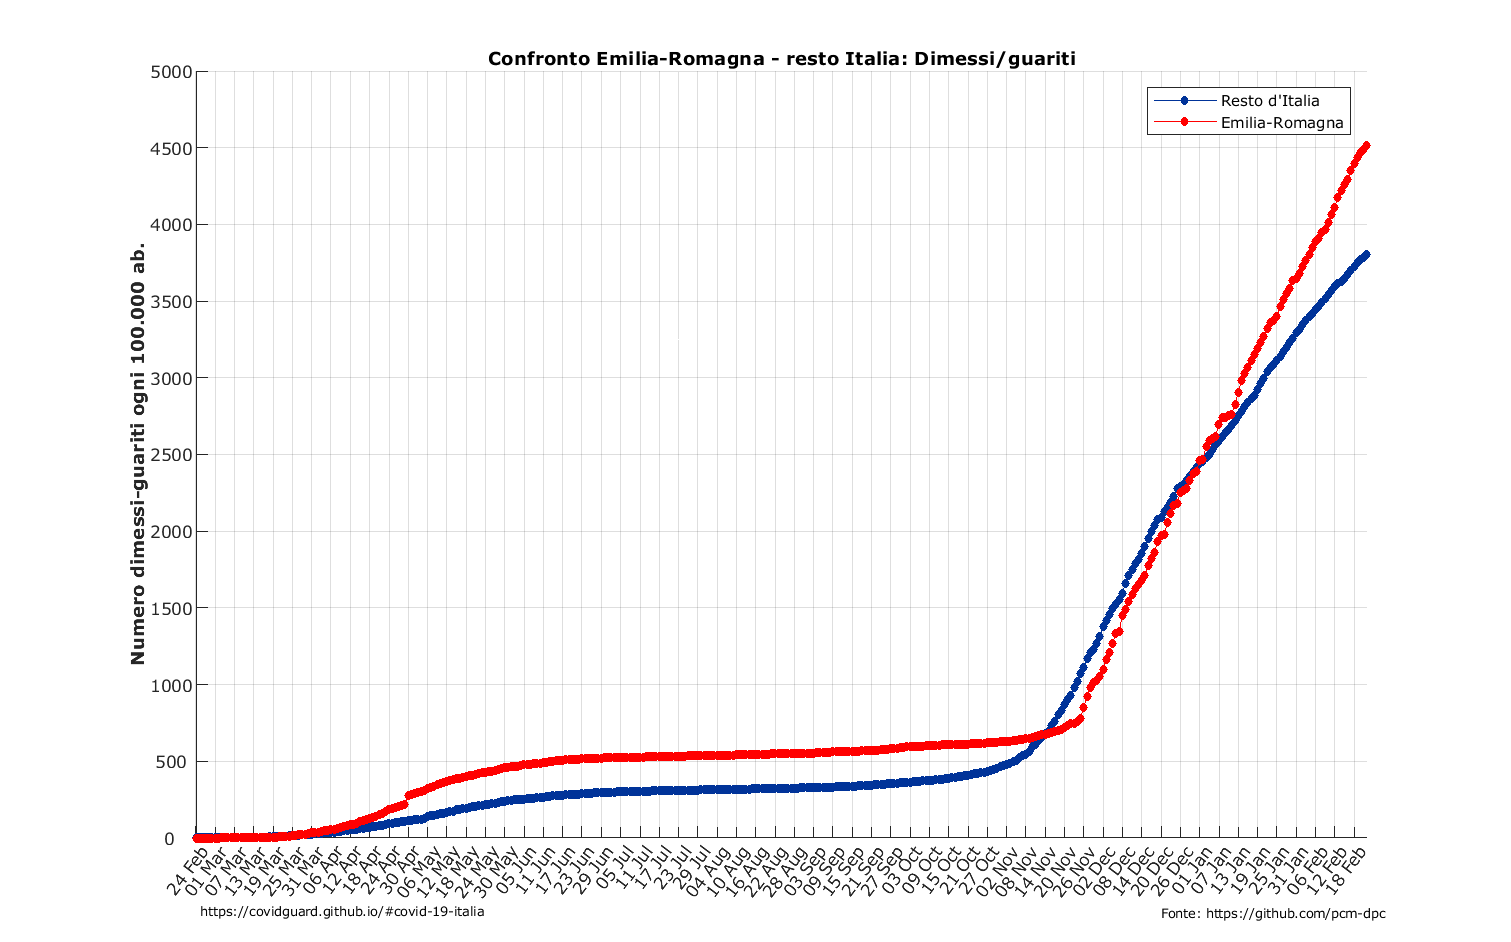 Confronto Emilia-Romagna - resto Italia: Dimessi/guariti
Resto d'Italia
Emilia-Romagna
Numero dimessi-guariti ogni 100.000 ab.
5000
4500
4000
3500
3000
2500
2000
1500
1000
500
0
24 Feb
01 Mar
07 Mar
13 Mar
19 Mar
25 Mar
31 Mar
06 Apr
12 Apr
18 Apr
24 Apr
30 Apr
06 May
12 May
18 May
24 May
30 May
05 Jun
11 Jun
17 Jun
23 Jun
29 Jun
05 Jul
11 Jul
17 Jul
23 Jul
29 Jul
04 Aug
10 Aug
16 Aug
22 Aug
28 Aug
03 Sep
09 Sep
15 Sep
21 Sep
27 Sep
03 Oct
09 Oct
15 Oct
21 Oct
27 Oct
02 Nov
08 Nov
14 Nov
20 Nov
26 Nov
02 Dec
08 Dec
14 Dec
20 Dec
26 Dec
01 Jan
07 Jan
13 Jan
19 Jan
25 Jan
31 Jan
06 Feb
12 Feb
18 Feb
https://covidguard.github.io/#covid-19-italia
Fonte: https://github.com/pcm-dpc